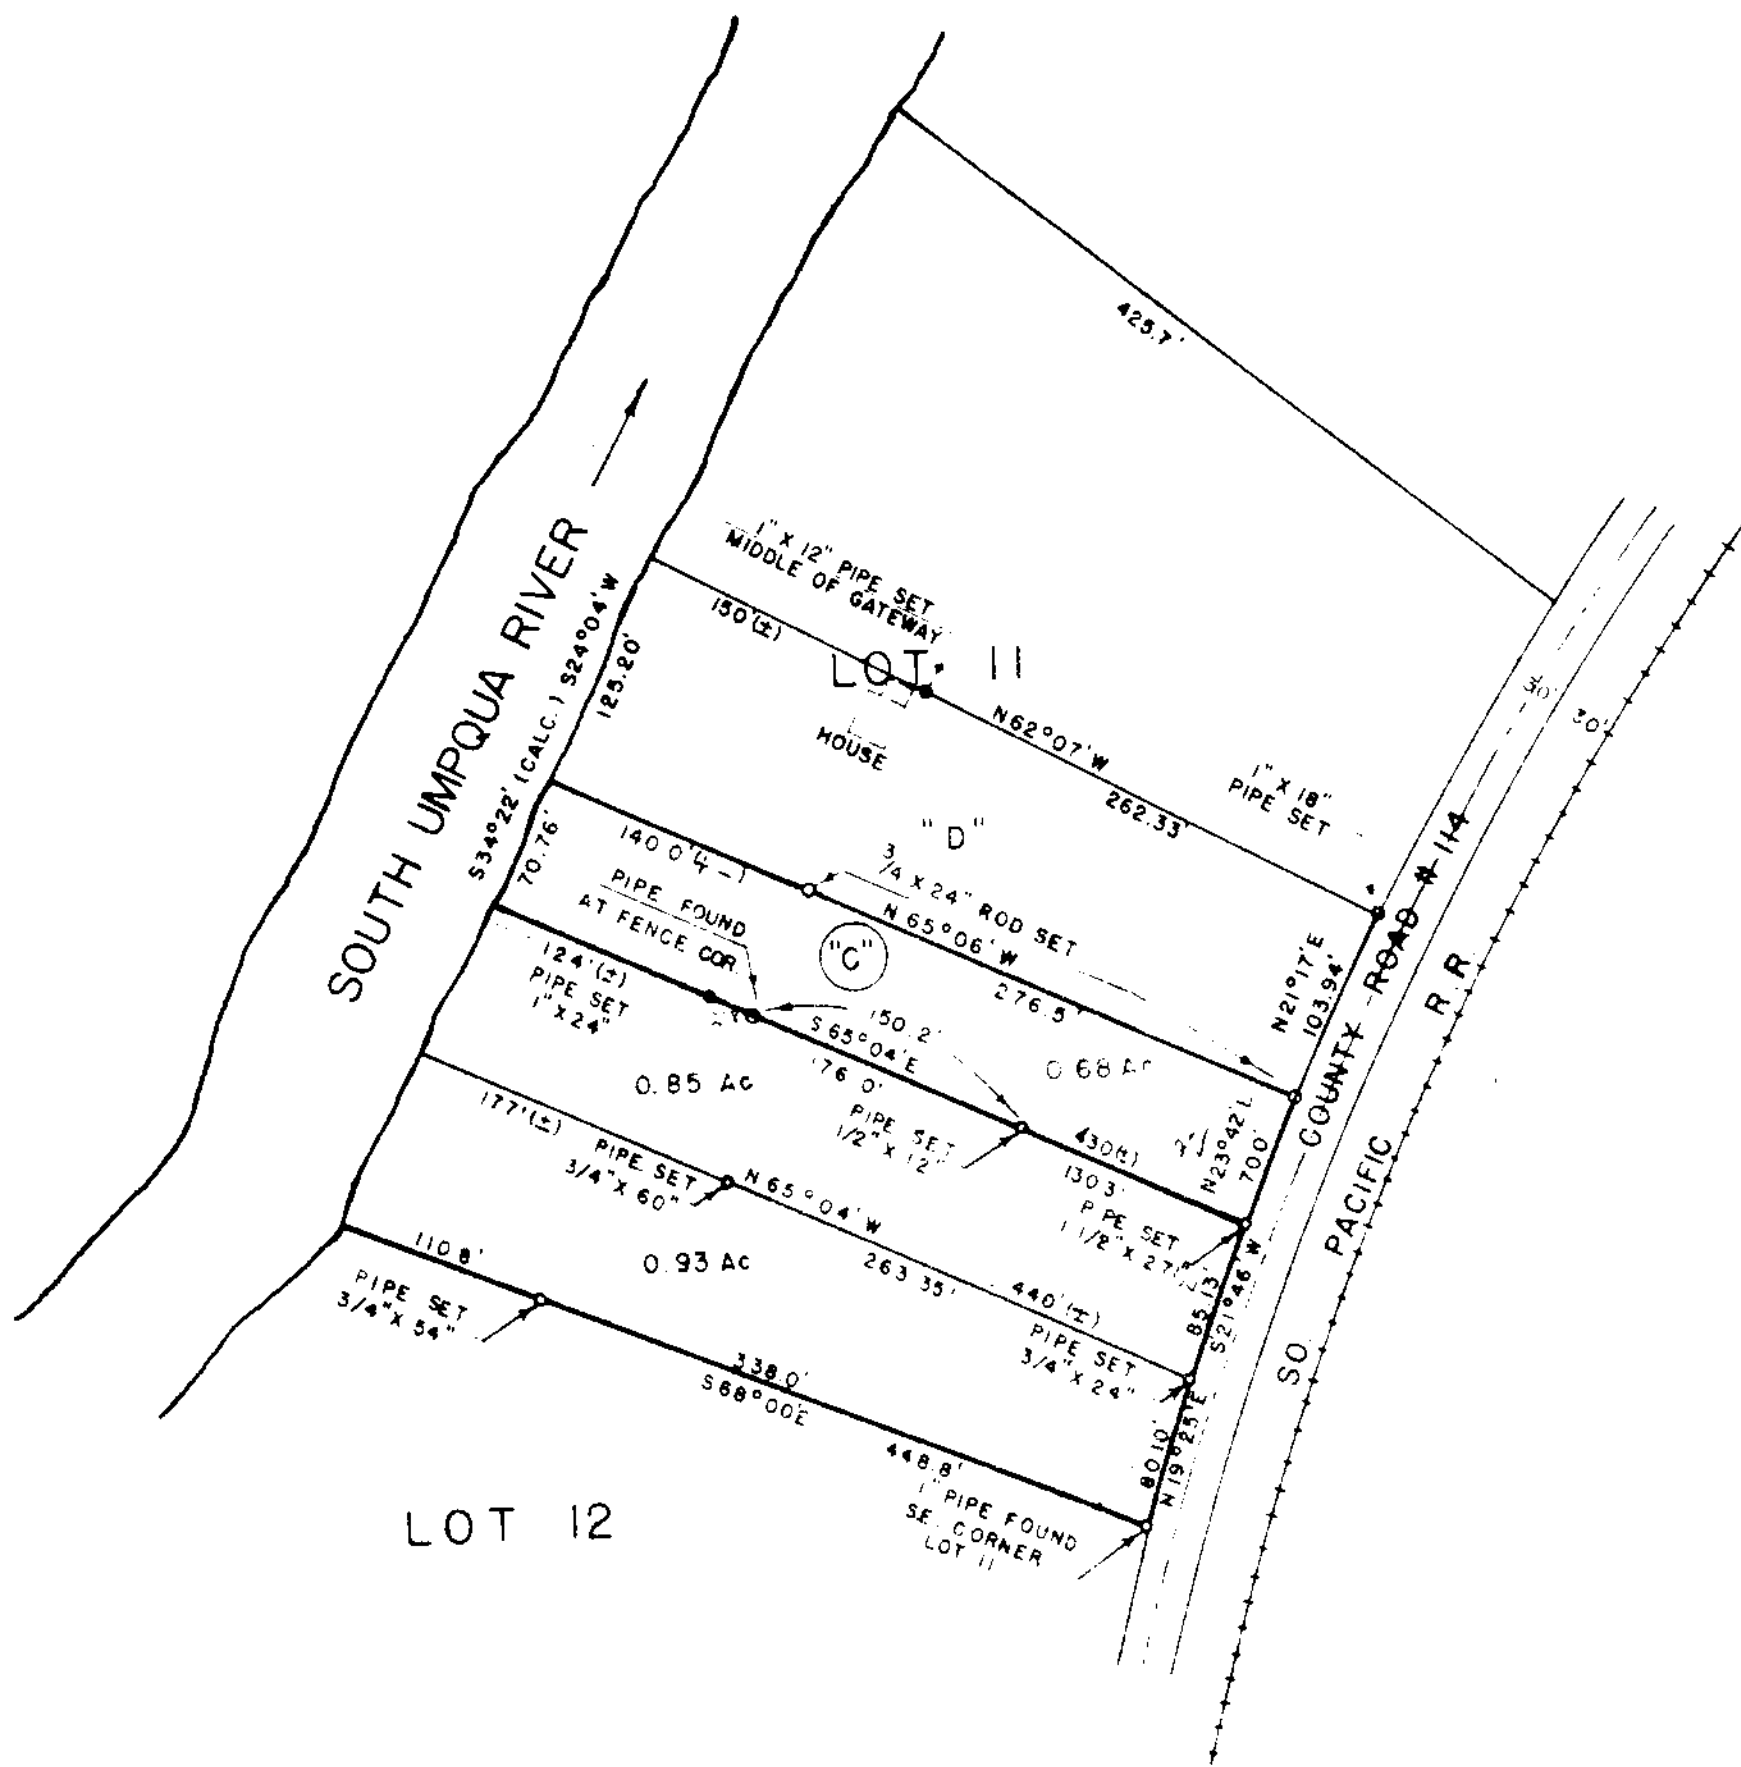 425.7'
1" X 12" PIPE SET
MIDDLE OF GATEWAY
150'(±)
LOT 11
HOUSE
N62°07'W
262.33'
1" X 18"
PIPE SET
30'
30'
SOUTH UMPQUA RIVER
S34°22' (CALC.) S24°04'W
125.20'
70.76'
"D"
140.0'
3/4 X 24" ROD SET
N 65°06' W
276.5'
PIPE FOUND
AT FENCE COR.
"C"
124'(±)
PIPE SET
1" X 24"
150.2'
S 65°04'E
176.0'
0.68 Ac
N21°17'E
103.94'
COUNTY ROAD # 114
SO. PACIFIC R.R.
0.85 Ac
PIPE SET
1/2" X 12"
430(±)
130.3'
N23°42'
70.0'
PIPE SET
1 1/2" X
177'(±)
PIPE SET
3/4" X 60"
N 65°04' W
263.35'
440'(±)
PIPE SET
3/4" X 24"
85.13
S21°46' W
110.8'
PIPE SET
3/4" X 54"
0.93 Ac
338.0'
S68°00'E
448.8'
1" PIPE FOUND
S.E. CORNER
LOT 11
80.10'
N 19°25'E
LOT 12